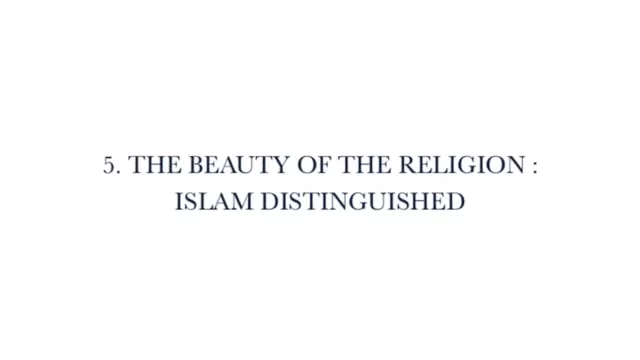 5. THE BEAUTY OF THE RELIGION :
ISLAM DISTINGUISHED